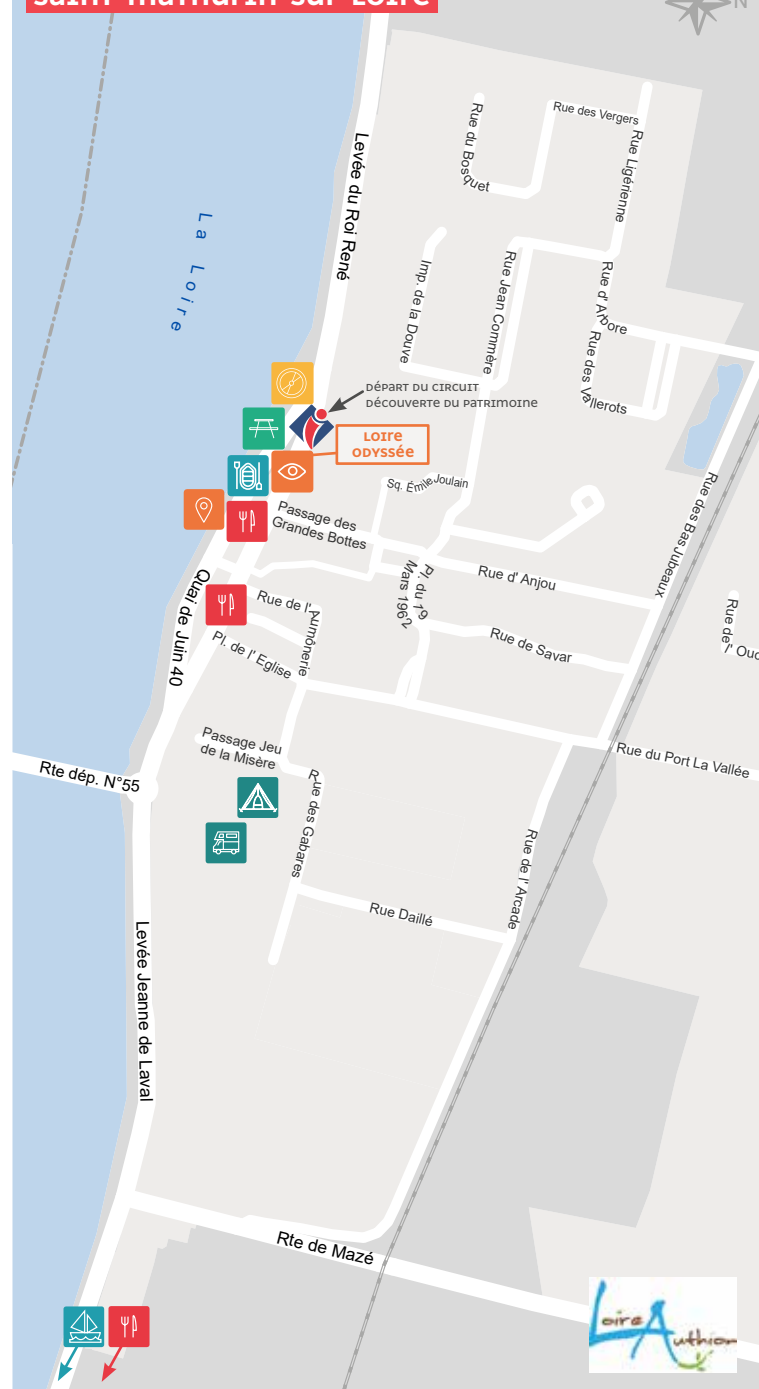 Saint-Mathurin-sur-Loire
N
Rue des Vergers
Rue du Bosquet
Rue Ligérienne
Levée du Roi René
La Loire
Imp. de la Douve
Rue Jean Commère
Rue d' Arbore
Rue des Vallerots
DÉPART DU CIRCUIT
DÉCOUVERTE DU PATRIMOINE
LOIRE
ODYSSÉE
Sq. Émile Joulain
Rue des Bas Jubeaux
Passage des
Grandes Bottes
Rue d' Anjou
Pl. du 19
Mars 1962
Quai de Juin 40
Rue de l'Aumônerie
Rue de Savar
Pl. de l' Eglise
Passage Jeu
de la Misère
Rue du Port La Vallée
Rte dép. N°55
Rue des Gabares
Rue de l' Arcade
Rue Daillé
Levée Jeanne de Laval
Rte de Mazé
Loire
Authion